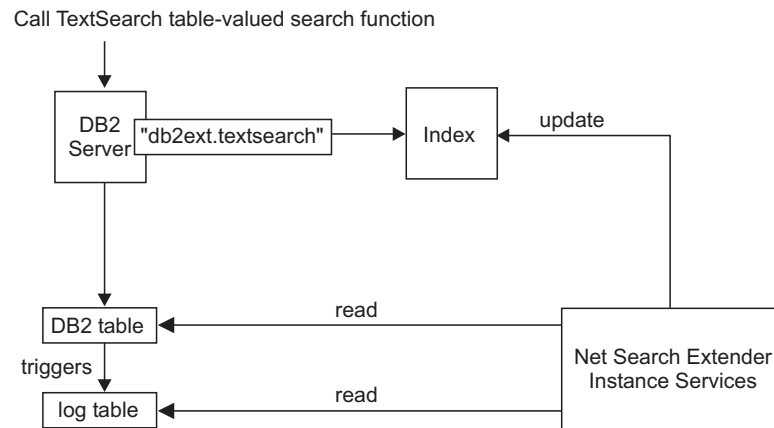 Call TextSearch table-valued search function
DB2
Server
"db2ext.textsearch"
Index
update
read
DB2 table
triggers
Net Search Extender
Instance Services
read
log table